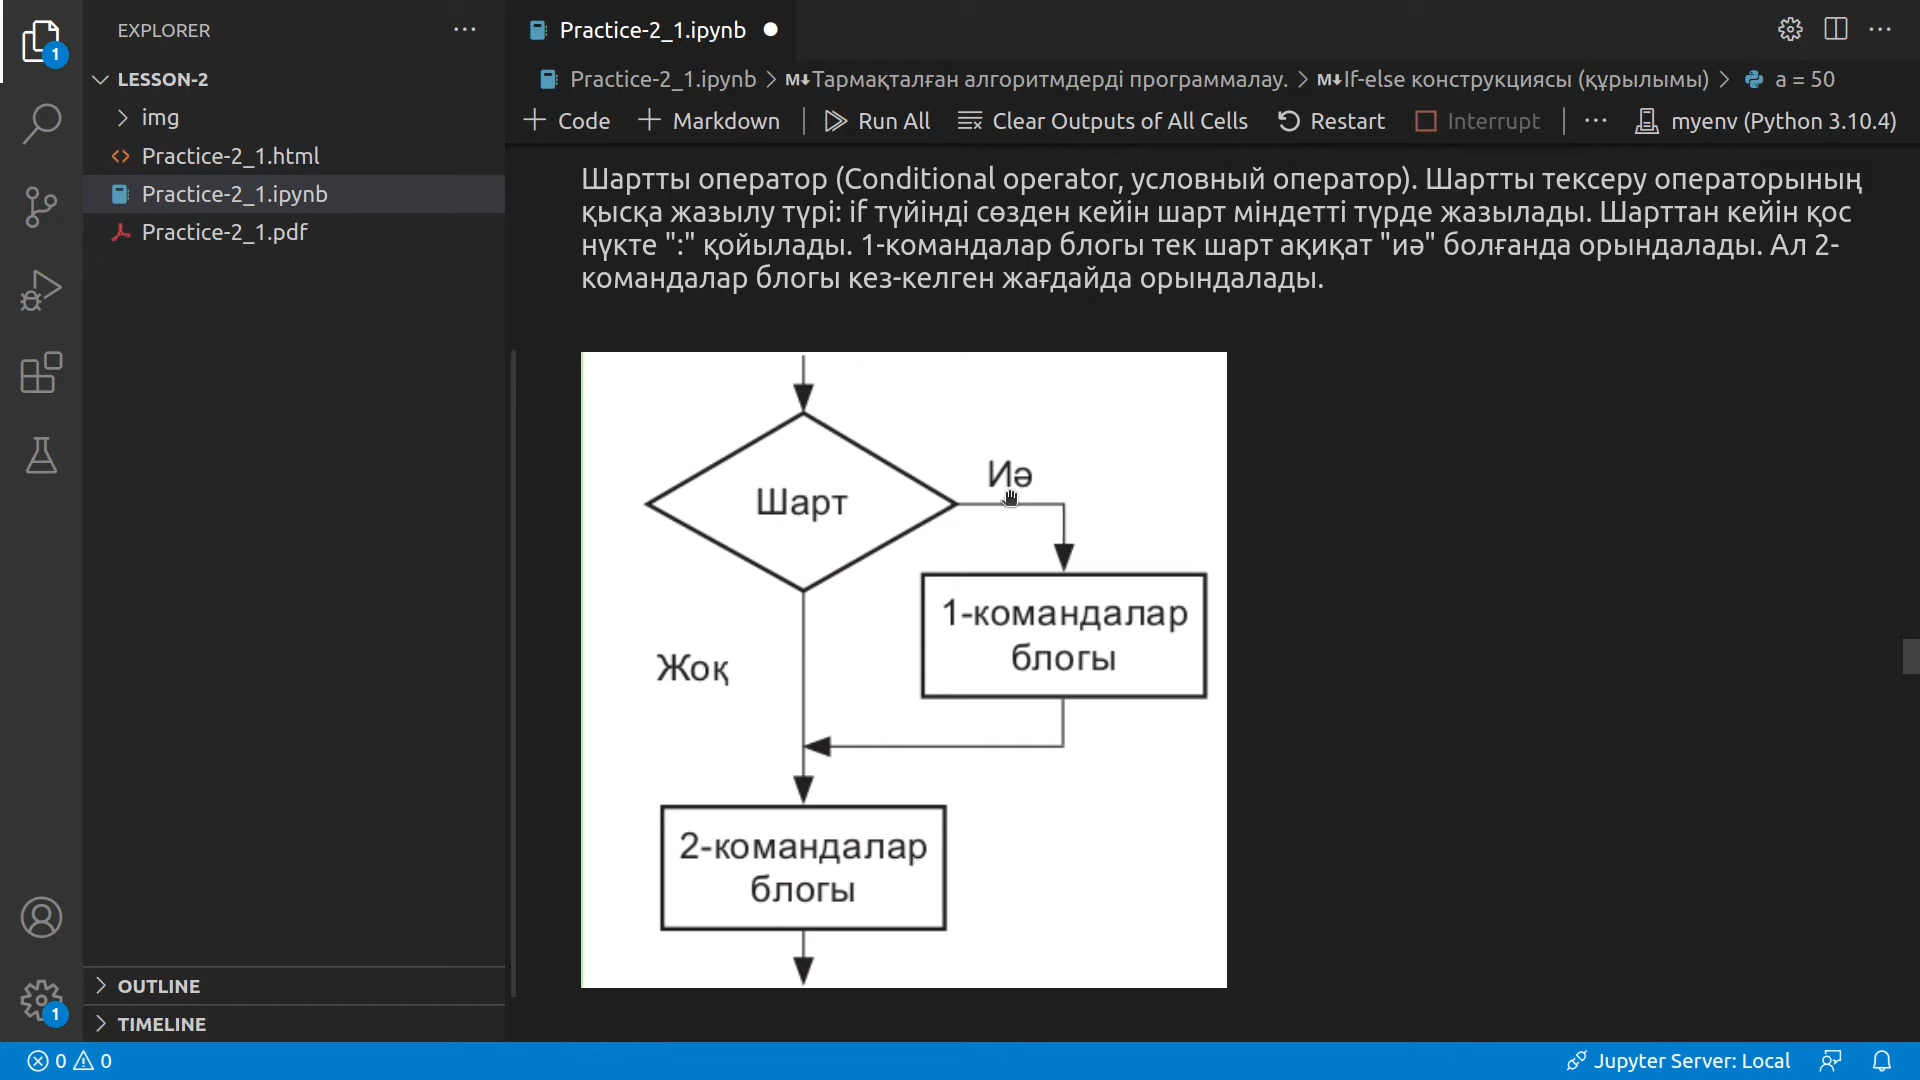 EXPLORER
LESSON-2
img
Practice-2_1.html
Practice-2_1.ipynb
Practice-2_1.pdf
OUTLINE
TIMELINE
1
1
Practice-2_1.ipynb
Practice-2_1.ipynb > M↓Тармақталған алгоритмдерді программалау. > M↓If-else конструкциясы (құрылымы) > a = 50
Code Markdown Run All Clear Outputs of All Cells Restart Interrupt myenv (Python 3.10.4)
Шартты оператор (Conditional operator, условный оператор). Шартты тексеру операторының
қысқа жазылу түрі: if түйінді сөзден кейін шарт міндетті түрде жазылады. Шарттан кейін қос
нүкте ":" қойылады. 1-командалар блогы тек шарт ақиқат "иә" болғанда орындалады. Ал 2-
командалар блогы кез-келген жағдайда орындалады.
Иә
Шарт
1-командалар
блогы
Жоқ
2-командалар
блогы
0 0
Jupyter Server: Local